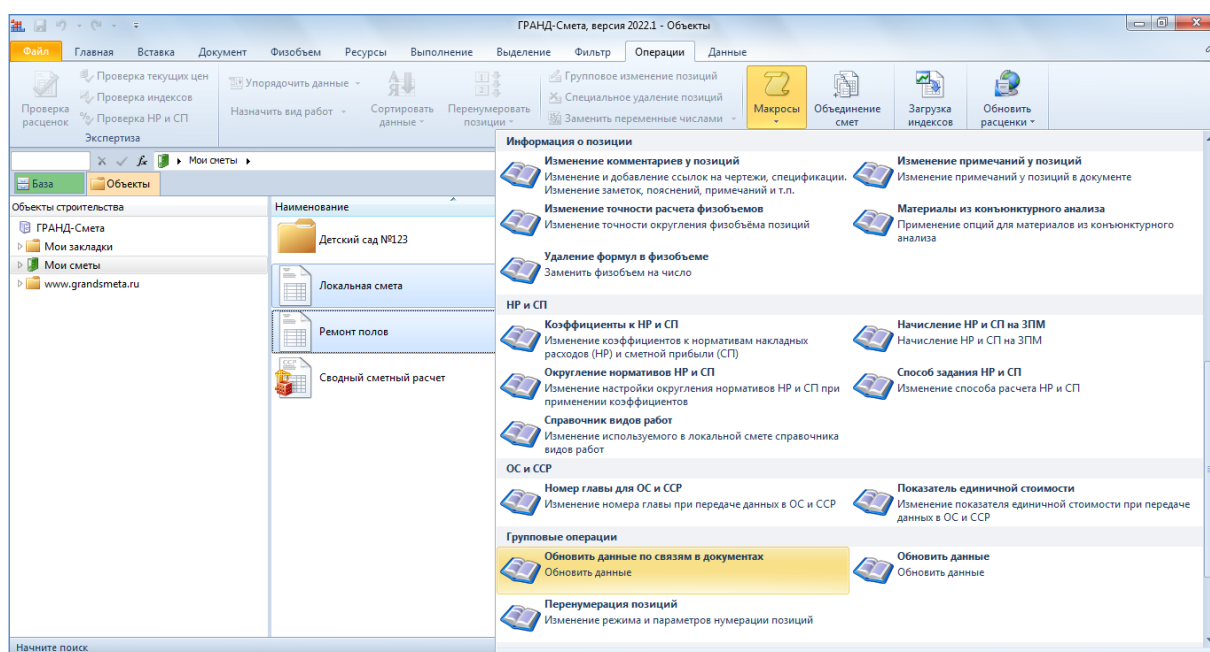 ГРАНД-Смета, версия 2022.1 - Объекты
Файл Главная Вставка Документ Физобъем Ресурсы Выполнение Выделение Фильтр Операции Данные
Проверка расценок
Проверка текущих цен
Проверка индексов
Проверка НР и СП
Экспертиза
Упорядочить данные
Назначить вид работ
Сортировать данные
Перенумеровать позиции
Групповое изменение позиций
Специальное удаление позиций
Заменить переменные числами
Макросы
Объединение смет
Загрузка индексов
Обновить расценки
Мои сметы
База Объекты
Объекты строительства
ГРАНД-Смета
Мои закладки
Мои сметы
www.grandsmeta.ru
Наименование
Детский сад №123
Локальная смета
Ремонт полов
Сводный сметный расчет
Информация о позиции
Изменение комментариев у позиций
Изменение и добавление ссылок на чертежи, спецификации.
Изменение заметок, пояснений, примечаний и т.п.
Изменение примечаний у позиций
Изменение примечаний у позиций в документе
Изменение точности расчета физобъемов
Изменение точности округления физобъёма позиций
Материалы из конъюнктурного анализа
Применение опций для материалов из конъюнктурного
анализа
Удаление формул в физобъеме
Заменить физобъем на число
НР и СП
Коэффициенты к НР и СП
Изменение коэффициентов к нормативам накладных
расходов (НР) и сметной прибыли (СП)
Начисление НР и СП на ЗПМ
Начисление НР и СП на ЗПМ
Округление нормативов НР и СП
Изменение настройки округления нормативов НР и СП при
применении коэффициентов
Способ задания НР и СП
Изменение способа расчета НР и СП
Справочник видов работ
Изменение используемого в локальной смете справочника
видов работ
ОС и ССР
Номер главы для ОС и ССР
Изменение номера главы при передаче данных в ОС и ССР
Показатель единичной стоимости
Изменение показателя единичной стоимости при передаче
данных в ОС и ССР
Групповые операции
Обновить данные по связям в документах
Обновить данные
Обновить данные
Обновить данные
Перенумерация позиций
Изменение режима и параметров нумерации позиций
Начните поиск